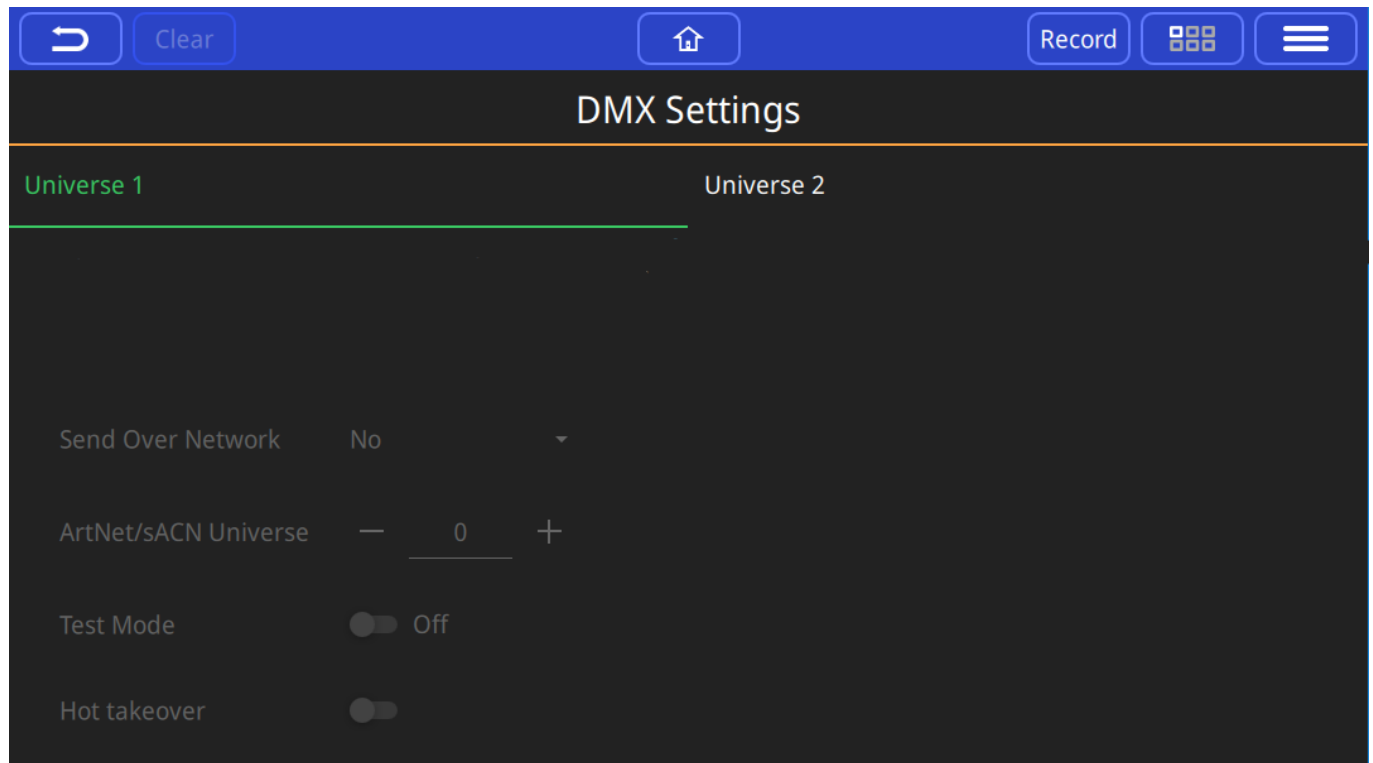 Clear
Record
DMX Settings
Universe 1 Universe 2
Send Over Network No
ArtNet/sACN Universe 0
Test Mode Off
Hot takeover